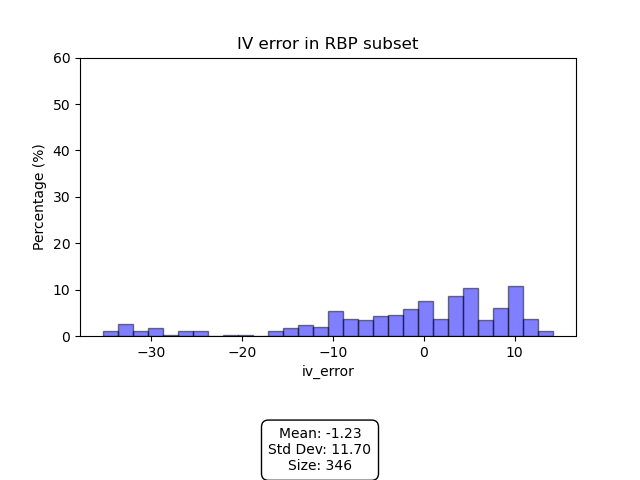 IV error in RBP subset
60
50
40
30
20
10
0
Percentage (%)
−30 −20 −10 0 10
iv_error
Mean: -1.23
Std Dev: 11.70
Size: 346